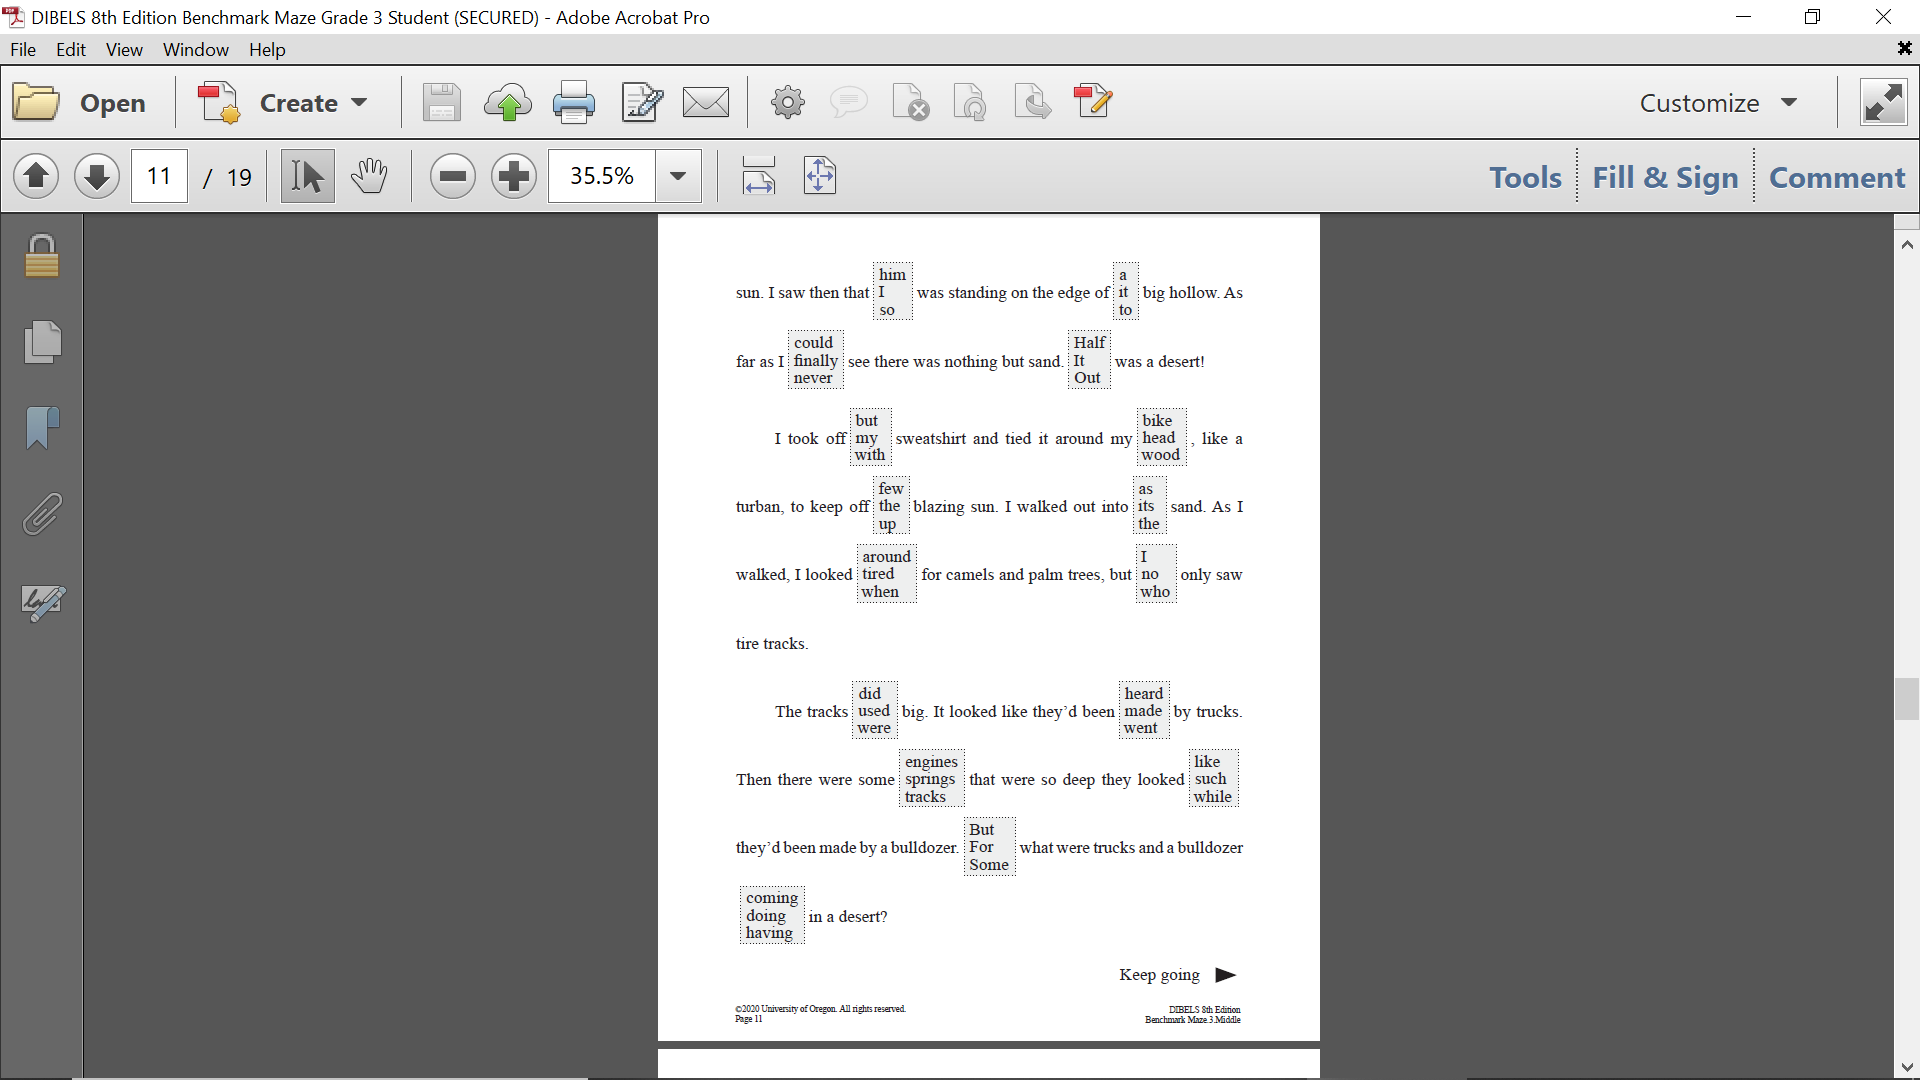 DIBELS 8th Edition Benchmark Maze Grade 3 Student (SECURED) - Adobe Acrobat Pro
File Edit View Window Help
Open Create Customize
11 / 19 35.5% Tools Fill & Sign Comment
him
sun. I saw then that I was standing on the edge of it big hollow. As
so
a
to
could
far as I finally see there was nothing but sand. It was a desert!
never
Half
Out
but
I took off my sweatshirt and tied it around my head , like a
with
bike
wood
few
turban, to keep off the blazing sun. I walked out into its sand. As I
up
as
the
around
walked, I looked tired for camels and palm trees, but no only saw
when
I
who
tire tracks.
did
The tracks used big. It looked like they'd been made by trucks.
were
heard
went
engines
Then there were some springs that were so deep they looked such
tracks
like
while
But
they'd been made by a bulldozer. For what were trucks and a bulldozer
Some
coming
doing in a desert?
having
Keep going
©2020 University of Oregon. All rights reserved.
Page 11
DIBELS 8th Edition
Benchmark Maze.3.Middle